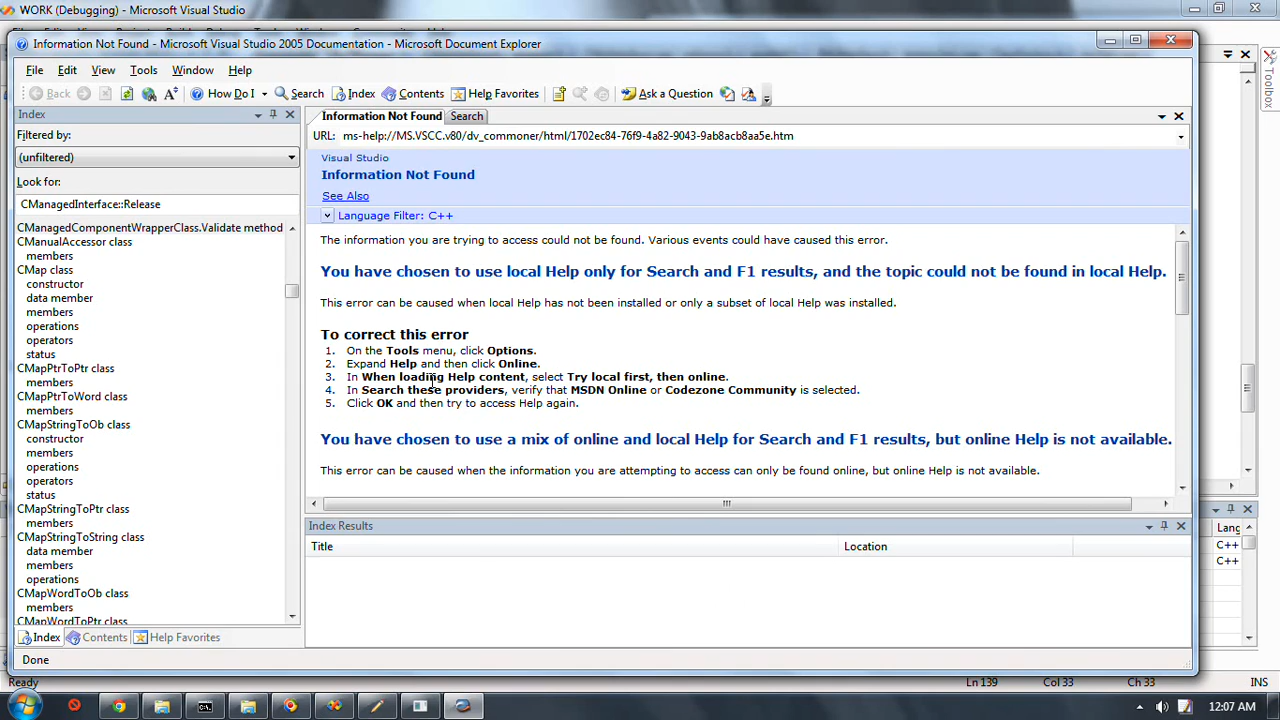 WORK (Debugging) - Microsoft Visual Studio
Information Not Found - Microsoft Visual Studio 2005 Documentation - Microsoft Document Explorer
File Edit View Tools Window Help
Back How Do I Search Index Contents Help Favorites Ask a Question
Toolbox
Index
Filtered by:
(unfiltered)
Look for:
CManagedInterface::Release
CManagedComponentWrapperClass.Validate method
CManualAccessor class
members
CMap class
constructor
data member
members
operations
operators
status
CMapPtrToPtr class
members
CMapPtrToWord class
members
CMapStringToOb class
constructor
members
operations
operators
status
CMapStringToPtr class
members
CMapStringToString class
data member
members
operations
CMapWordToOb class
members
CMapWordToPtr class
Index Contents Help Favorites
Information Not Found Search
URL: ms-help://MS.VSCC.v80/dv_commoner/html/1702ec84-76f9-4a82-9043-9ab8acb8aa5e.htm
Visual Studio
Information Not Found
See Also
Language Filter: C++
The information you are trying to access could not be found. Various events could have caused this error.
You have chosen to use local Help only for Search and F1 results, and the topic could not be found in local Help.
This error can be caused when local Help has not been installed or only a subset of local Help was installed.
To correct this error
1. On the Tools menu, click Options.
2. Expand Help and then click Online.
3. In When loading Help content, select Try local first, then online.
4. In Search these providers, verify that MSDN Online or Codezone Community is selected.
5. Click OK and then try to access Help again.
You have chosen to use a mix of online and local Help for Search and F1 results, but online Help is not available.
This error can be caused when the information you are attempting to access can only be found online, but online Help is not available.
Index Results
Title Location
Lang
C++
C++
Done
Ready Ln 139 Col 33 Ch 33 INS
12:07 AM